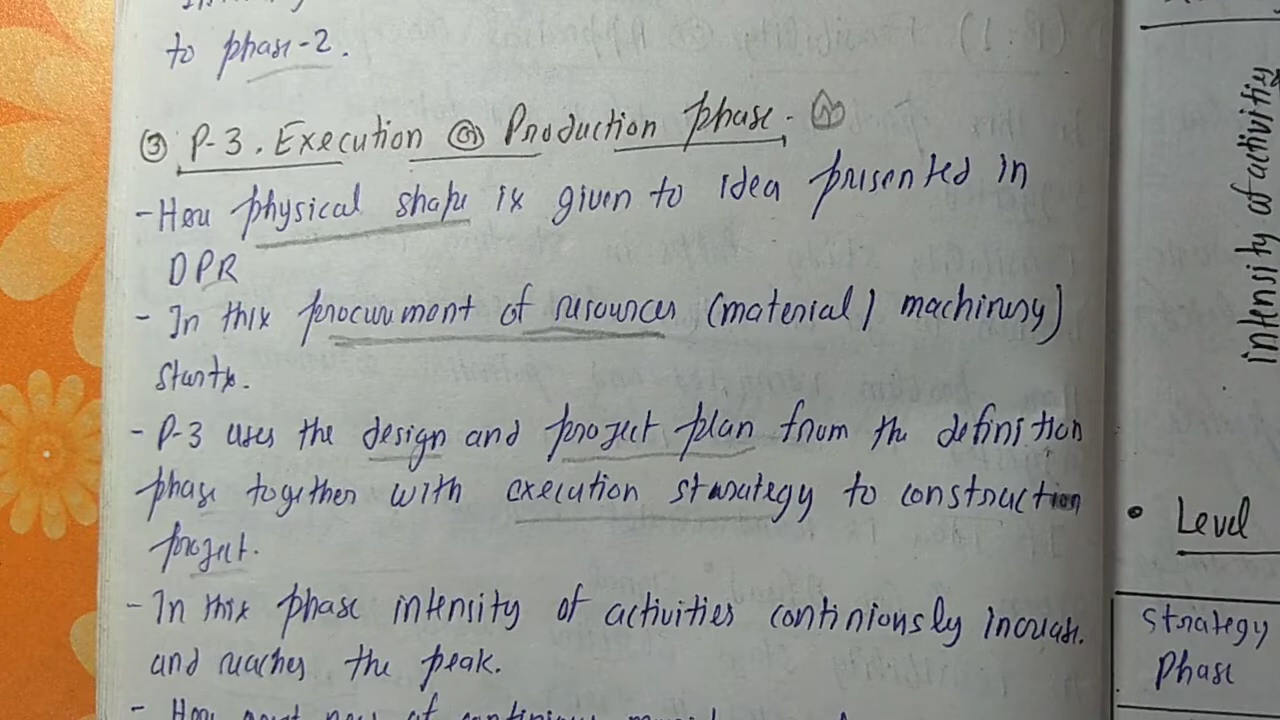 to phase-2.
③ P-3. Execution @ Production phase.
- Here physical shape is given to idea presented in
DPR
- In this procurement of resources (material / machinery)
starts.
- P-3 uses the design and project plan from the definition
phase together with execution strategy to construction
project.
- In this phase intensity of activities continiously increase.
and reaches the peak.
intensity of activitiy
• Level
Strategy
Phase